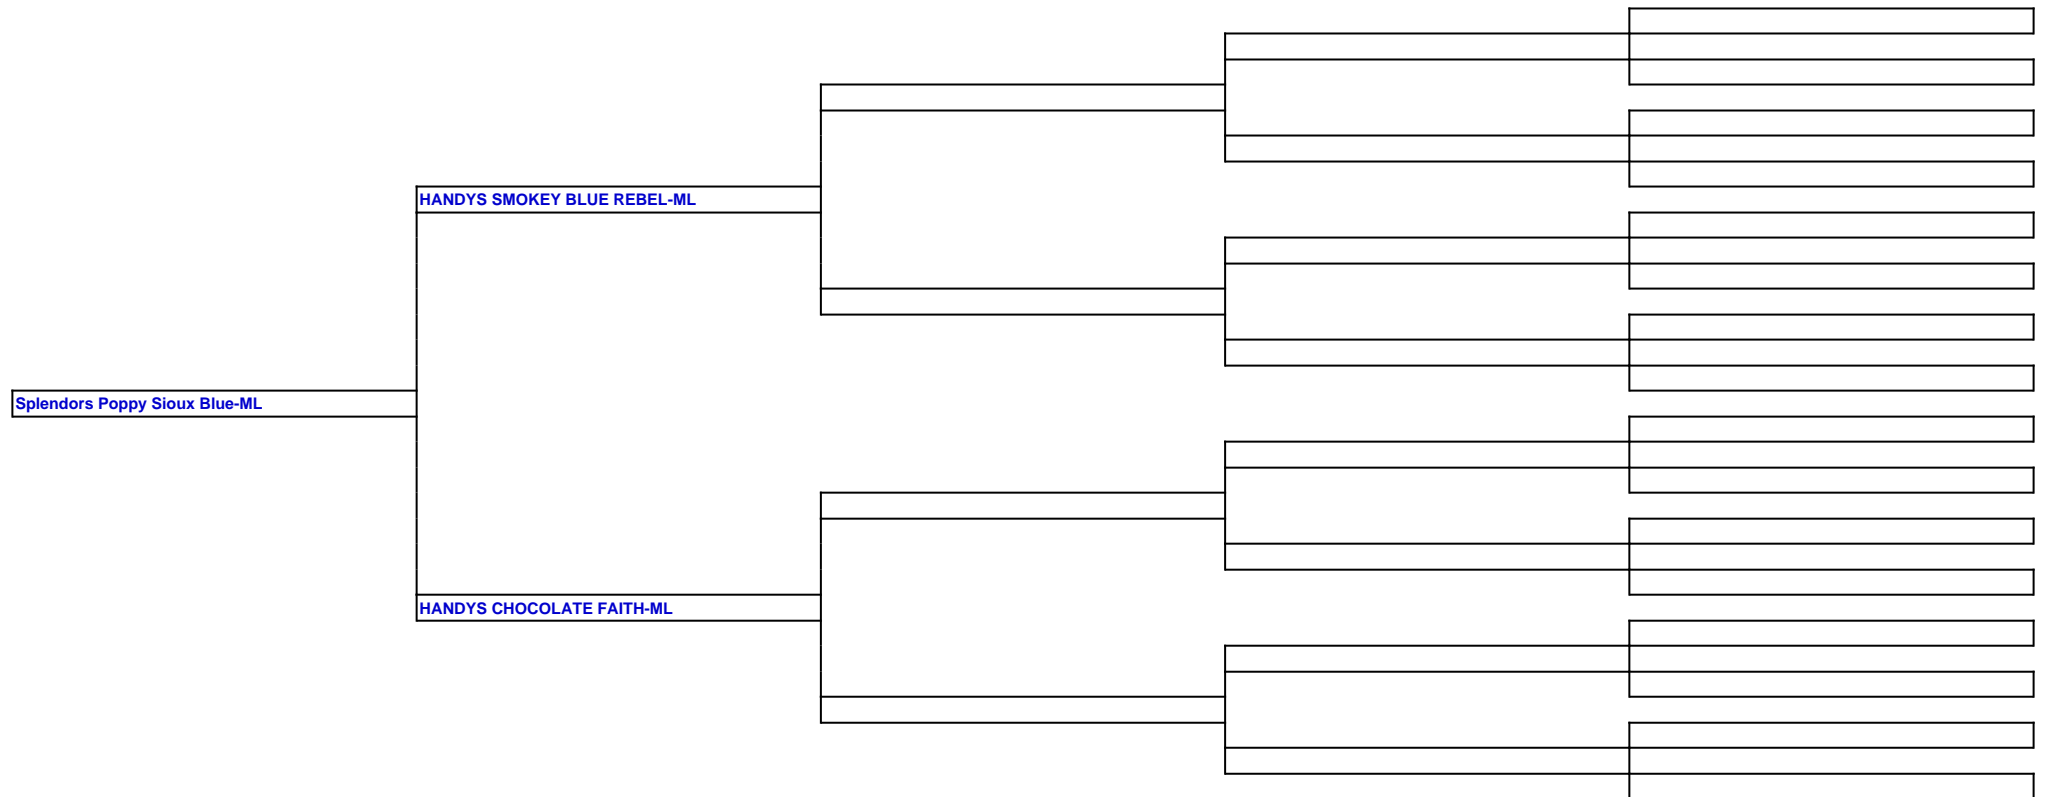 HANDYS SMOKEY BLUE REBEL-ML
Splendors Poppy Sioux Blue-ML
HANDYS CHOCOLATE FAITH-ML